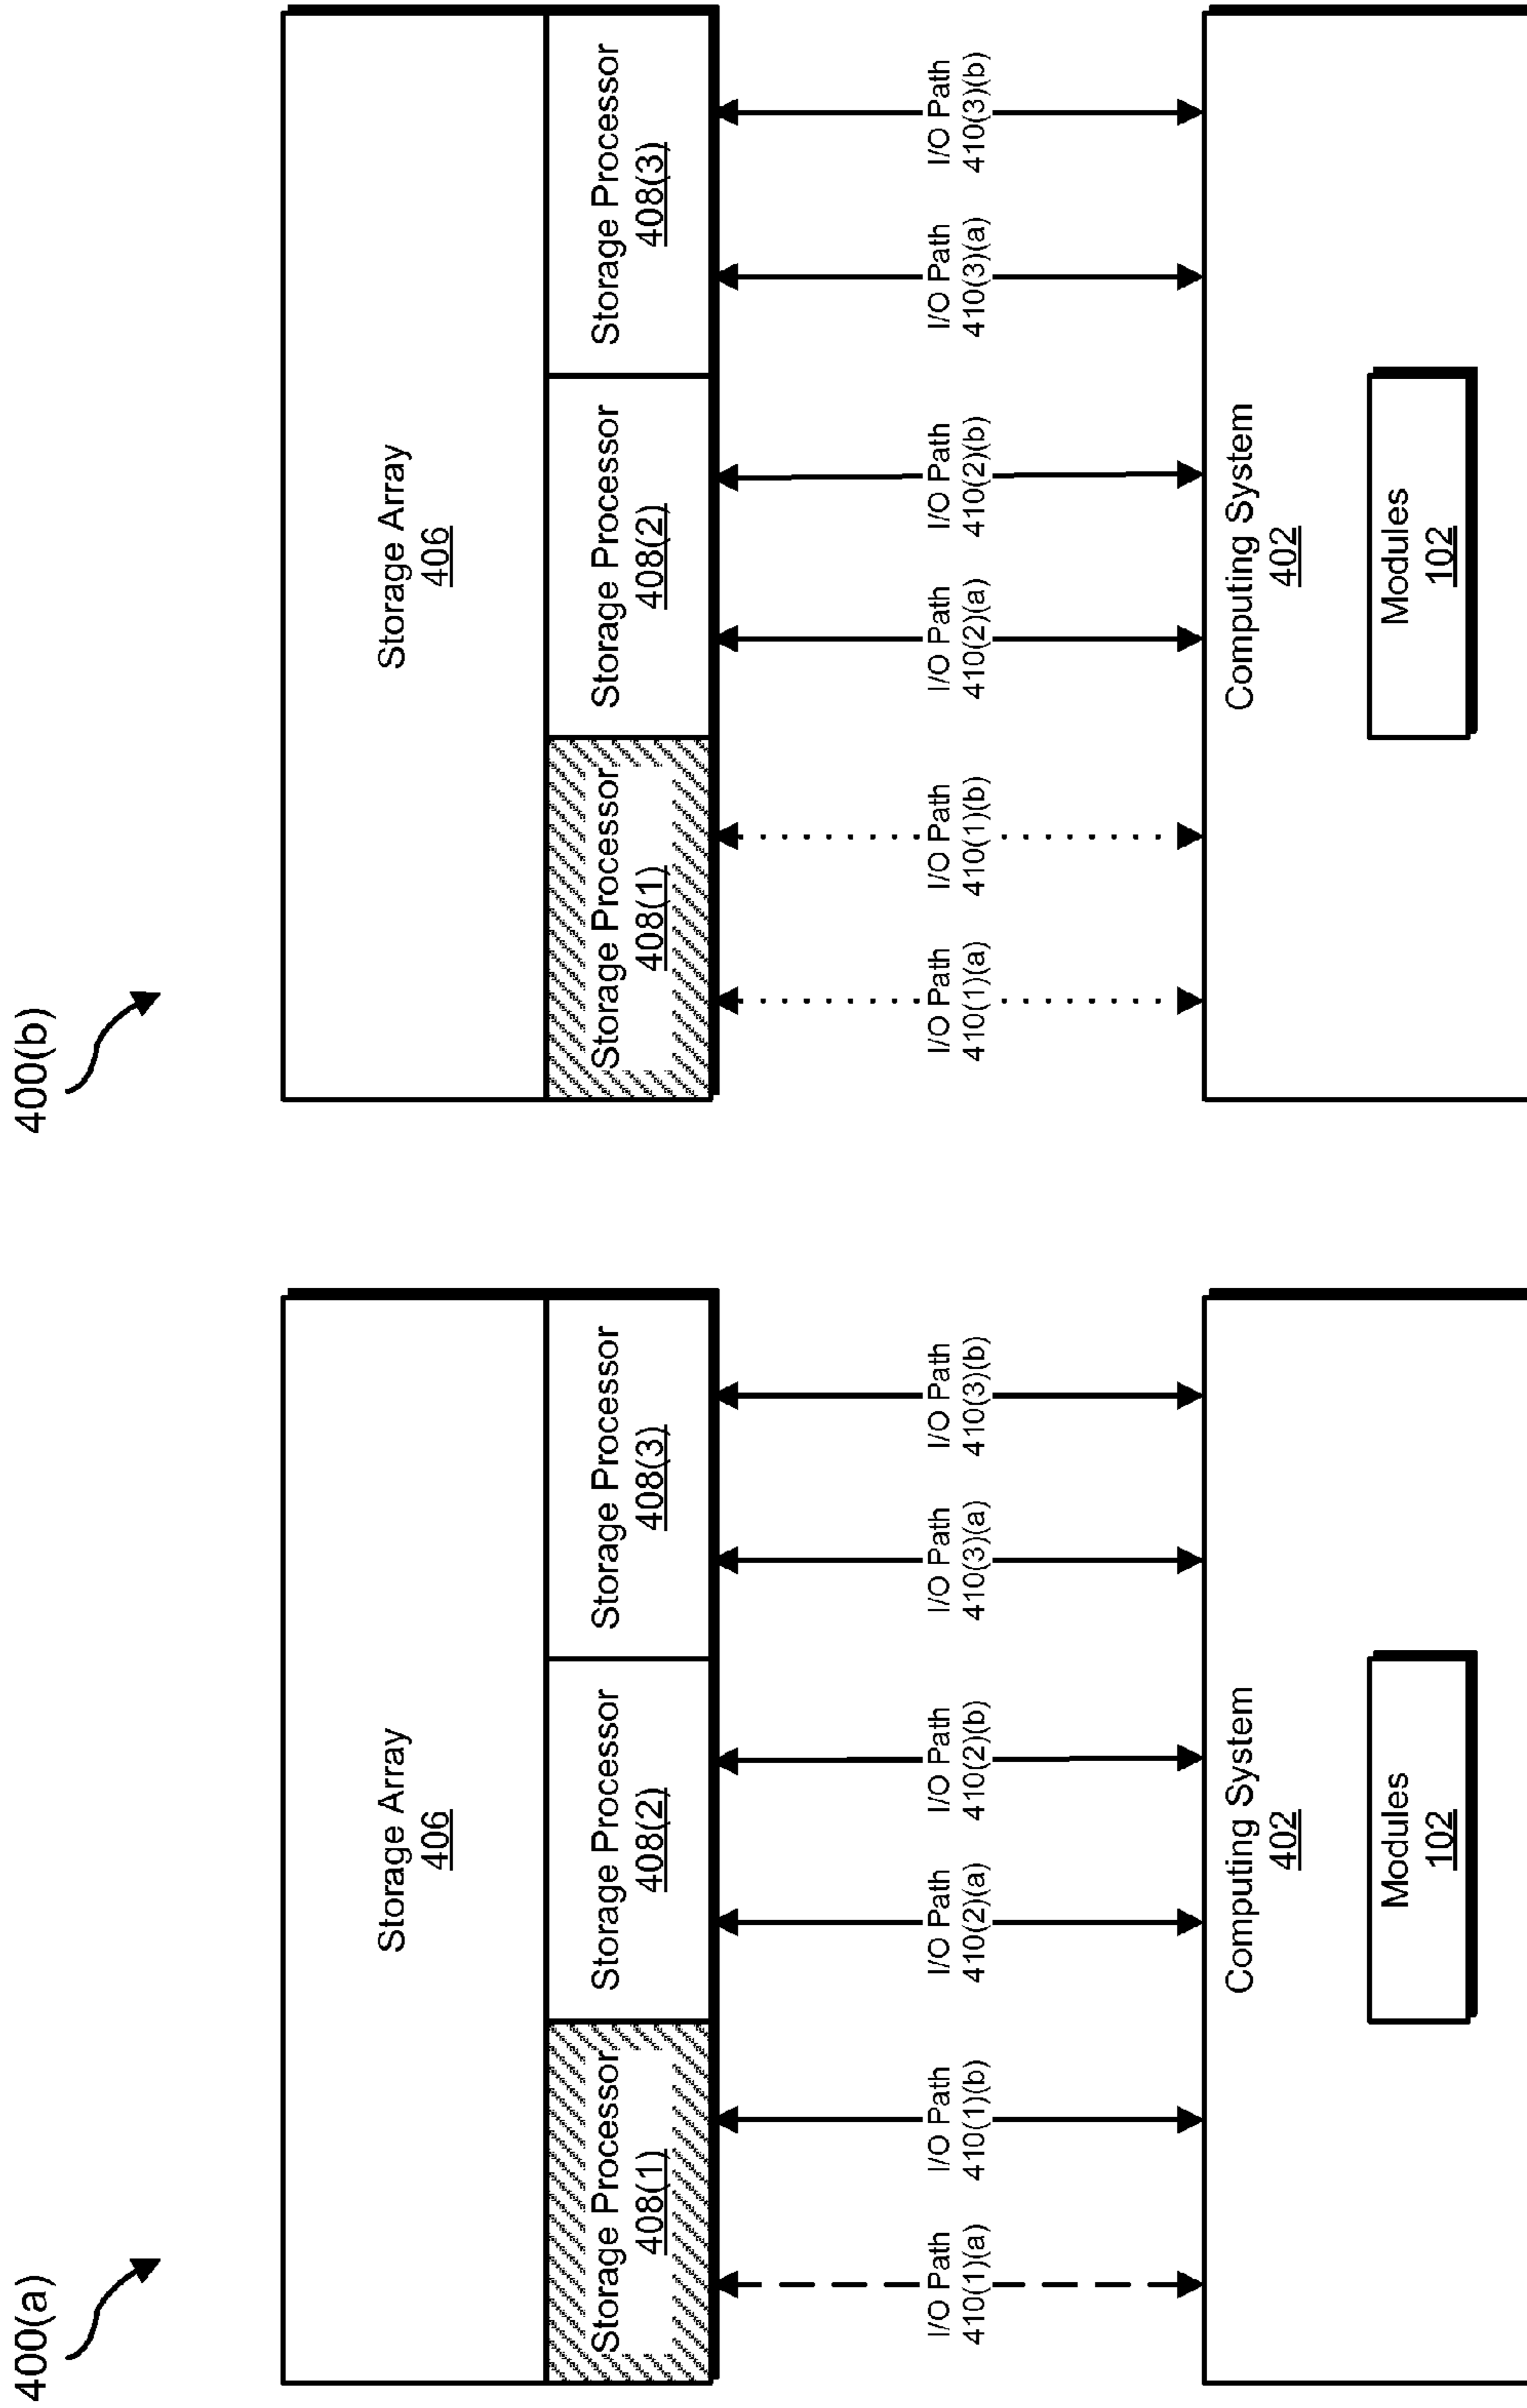 400(a)
Storage Array
406
Storage Processor
408(1)
Storage Processor
408(2)
Storage Processor
408(3)
I/O Path
410(1)(a)
I/O Path
410(1)(b)
I/O Path
410(2)(a)
I/O Path
410(2)(b)
I/O Path
410(3)(a)
I/O Path
410(3)(b)
Computing System
402
Modules
102
400(b)
Storage Array
406
Storage Processor
408(1)
Storage Processor
408(2)
Storage Processor
408(3)
I/O Path
410(1)(a)
I/O Path
410(1)(b)
I/O Path
410(2)(a)
I/O Path
410(2)(b)
I/O Path
410(3)(a)
I/O Path
410(3)(b)
Computing System
402
Modules
102